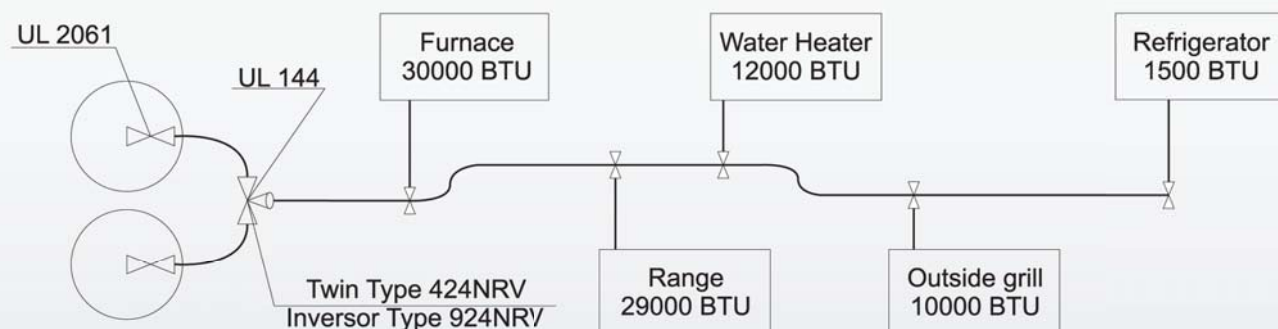 UL 2061
UL 144
Furnace
30000 BTU
Water Heater
12000 BTU
Refrigerator
1500 BTU
Twin Type 424NRV
Inversor Type 924NRV
Range
29000 BTU
Outside grill
10000 BTU